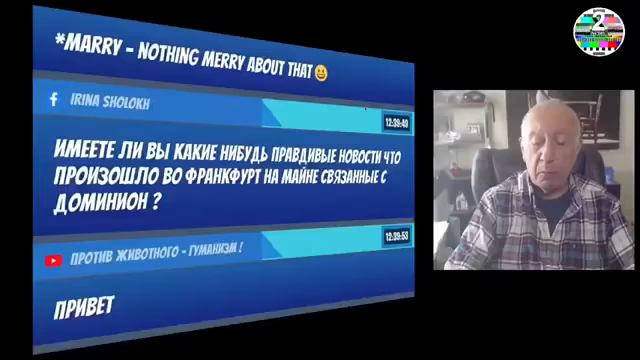 *MARRY - NOTHING MERRY ABOUT THAT
IRINA SHOLOKH
12:39:49
ИМЕЕТЕ ЛИ ВЫ КАКИЕ НИБУДЬ ПРАВДИВЫЕ НОВОСТИ ЧТО
ПРОИЗОШЛО ВО ФРАНКФУРТ НА МАЙНЕ СВЯЗАННЫЕ С
ДОМИНИОН ?
ПРОТИВ ЖИВОТНОГО - ГУМАНИЗМ !
12:39:53
ПРИВЕТ
2